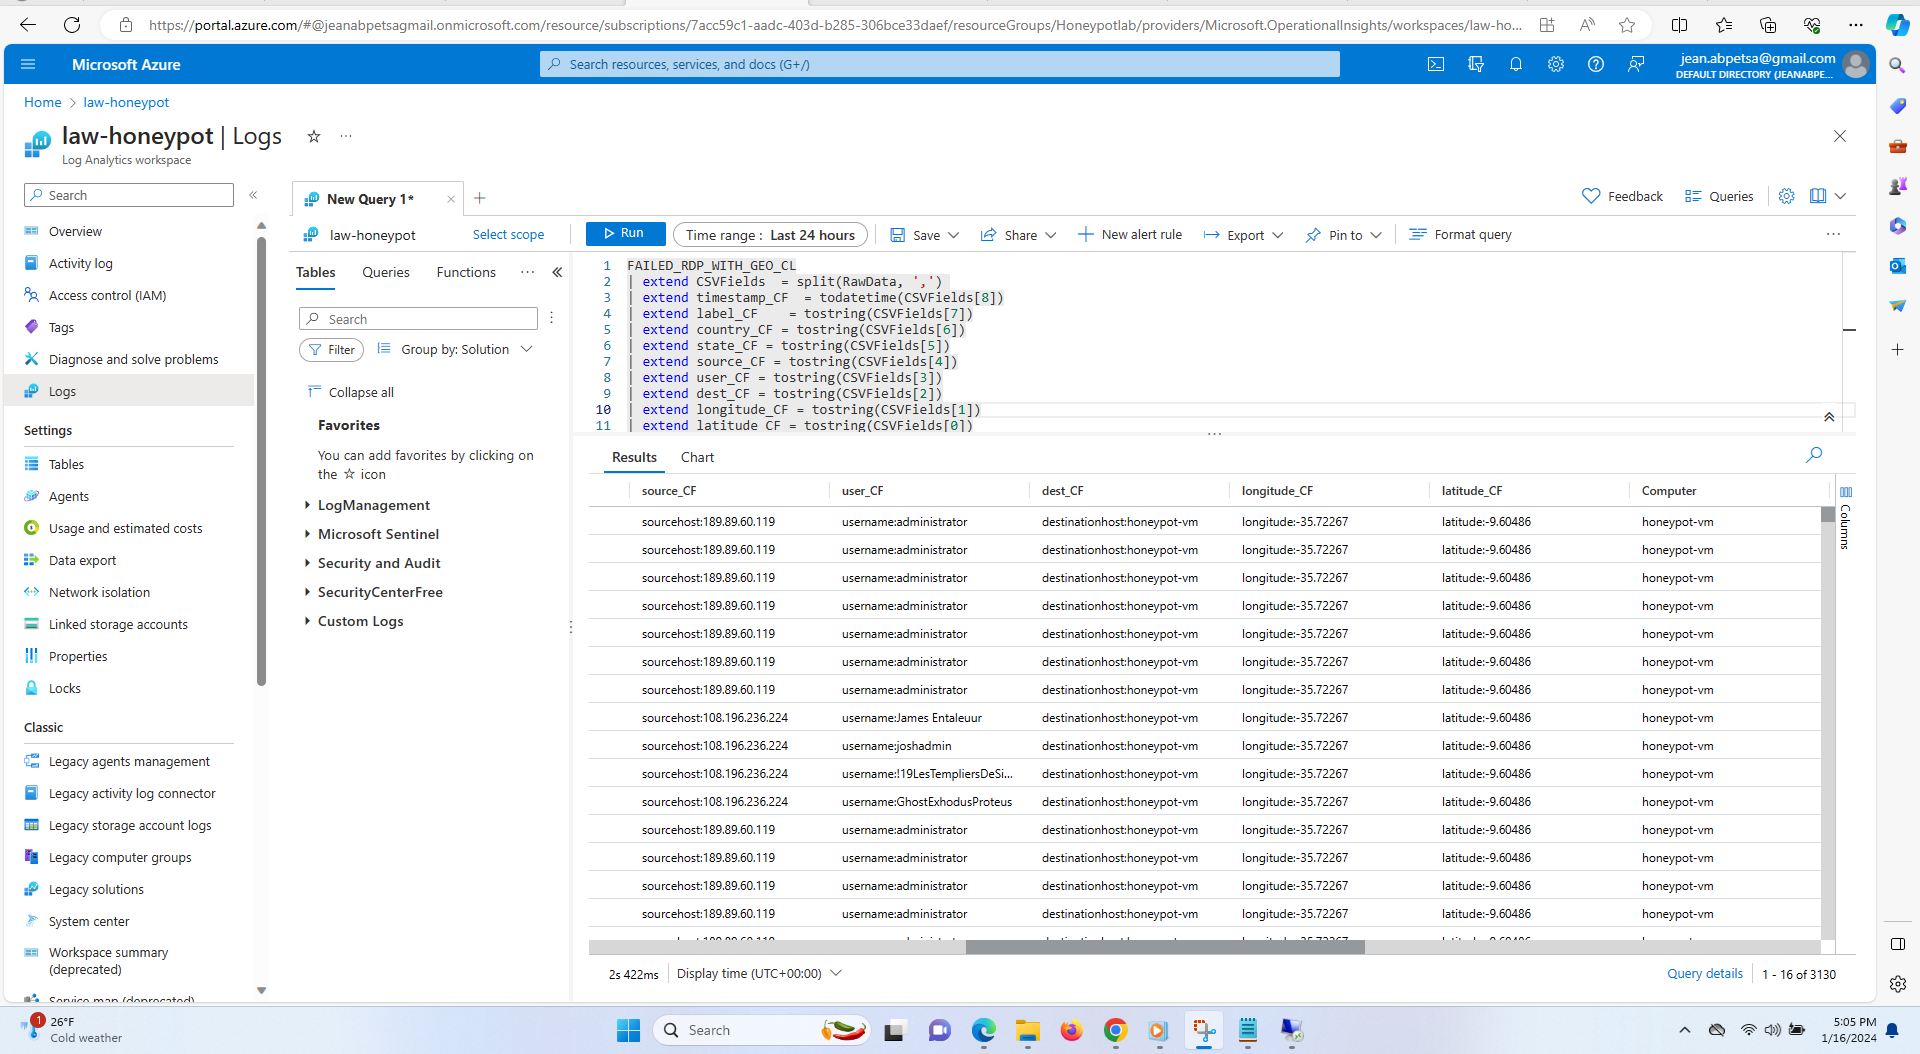 https://portal.azure.com/#@jeanabpetsagmail.onmicrosoft.com/resource/subscriptions/7acc59c1-aadc-403d-b285-306bce33daef/resourceGroups/Honeypotlab/providers/Microsoft.OperationalInsights/workspaces/law-ho...
Microsoft Azure
Search resources, services, and docs (G+/)
jean.abpetsa@gmail.com
DEFAULT DIRECTORY (JEANABPE...
Home > law-honeypot
law-honeypot | Logs
Log Analytics workspace
Search
Overview
Activity log
Access control (IAM)
Tags
Diagnose and solve problems
Logs
Settings
Tables
Agents
Usage and estimated costs
Data export
Network isolation
Linked storage accounts
Properties
Locks
Classic
Legacy agents management
Legacy activity log connector
Legacy storage account logs
Legacy computer groups
Legacy solutions
System center
Workspace summary
(deprecated)
Service map (deprecated)
New Query 1*
Feedback Queries
law-honeypot Select scope
Run Time range : Last 24 hours Save Share New alert rule Export Pin to Format query
Tables Queries Functions
Search
Filter Group by: Solution
Collapse all
Favorites
You can add favorites by clicking on
the ☆ icon
LogManagement
Microsoft Sentinel
Security and Audit
SecurityCenterFree
Custom Logs
1 FAILED_RDP_WITH_GEO_CL
2 | extend CSVFields  = split(RawData, ',')
3 | extend timestamp_CF  = todatetime(CSVFields[8])
4 | extend label_CF    = tostring(CSVFields[7])
5 | extend country_CF = tostring(CSVFields[6])
6 | extend state_CF = tostring(CSVFields[5])
7 | extend source_CF = tostring(CSVFields[4])
8 | extend user_CF = tostring(CSVFields[3])
9 | extend dest_CF = tostring(CSVFields[2])
10 | extend longitude_CF = tostring(CSVFields[1])
11 | extend latitude_CF = tostring(CSVFields[0])
Results Chart
source_CF user_CF dest_CF longitude_CF latitude_CF Computer
sourcehost:189.89.60.119 username:administrator destinationhost:honeypot-vm longitude:-35.72267 latitude:-9.60486 honeypot-vm
sourcehost:189.89.60.119 username:administrator destinationhost:honeypot-vm longitude:-35.72267 latitude:-9.60486 honeypot-vm
sourcehost:189.89.60.119 username:administrator destinationhost:honeypot-vm longitude:-35.72267 latitude:-9.60486 honeypot-vm
sourcehost:189.89.60.119 username:administrator destinationhost:honeypot-vm longitude:-35.72267 latitude:-9.60486 honeypot-vm
sourcehost:189.89.60.119 username:administrator destinationhost:honeypot-vm longitude:-35.72267 latitude:-9.60486 honeypot-vm
sourcehost:189.89.60.119 username:administrator destinationhost:honeypot-vm longitude:-35.72267 latitude:-9.60486 honeypot-vm
sourcehost:189.89.60.119 username:administrator destinationhost:honeypot-vm longitude:-35.72267 latitude:-9.60486 honeypot-vm
sourcehost:108.196.236.224 username:James Entaleuur destinationhost:honeypot-vm longitude:-35.72267 latitude:-9.60486 honeypot-vm
sourcehost:108.196.236.224 username:joshadmin destinationhost:honeypot-vm longitude:-35.72267 latitude:-9.60486 honeypot-vm
sourcehost:108.196.236.224 username:!19LesTempliersDeSi... destinationhost:honeypot-vm longitude:-35.72267 latitude:-9.60486 honeypot-vm
sourcehost:108.196.236.224 username:GhostExhodusProteus destinationhost:honeypot-vm longitude:-35.72267 latitude:-9.60486 honeypot-vm
sourcehost:189.89.60.119 username:administrator destinationhost:honeypot-vm longitude:-35.72267 latitude:-9.60486 honeypot-vm
sourcehost:189.89.60.119 username:administrator destinationhost:honeypot-vm longitude:-35.72267 latitude:-9.60486 honeypot-vm
sourcehost:189.89.60.119 username:administrator destinationhost:honeypot-vm longitude:-35.72267 latitude:-9.60486 honeypot-vm
sourcehost:189.89.60.119 username:administrator destinationhost:honeypot-vm longitude:-35.72267 latitude:-9.60486 honeypot-vm
Columns
2s 422ms Display time (UTC+00:00) Query details 1 - 16 of 3130
1
26°F
Cold weather
Search
5:05 PM
1/16/2024